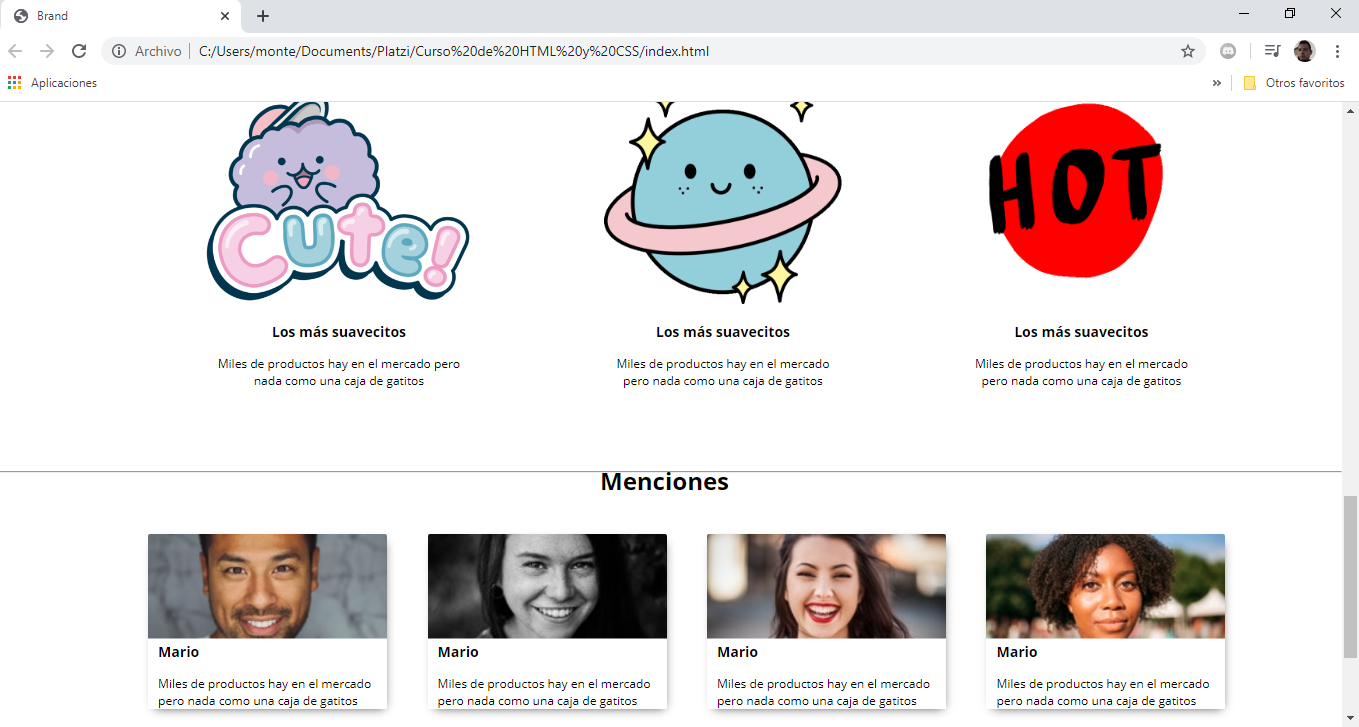 Brand
Archivo C:/Users/monte/Documents/Platzi/Curso%20de%20HTML%20y%20CSS/index.html
Aplicaciones » Otros favoritos
Cute!
HOT
Los más suavecitos
Miles de productos hay en el mercado pero
nada como una caja de gatitos
Los más suavecitos
Miles de productos hay en el mercado
pero nada como una caja de gatitos
Los más suavecitos
Miles de productos hay en el mercado
pero nada como una caja de gatitos
Menciones
Mario
Miles de productos hay en el mercado
pero nada como una caja de gatitos
Mario
Miles de productos hay en el mercado
pero nada como una caja de gatitos
Mario
Miles de productos hay en el mercado
pero nada como una caja de gatitos
Mario
Miles de productos hay en el mercado
pero nada como una caja de gatitos